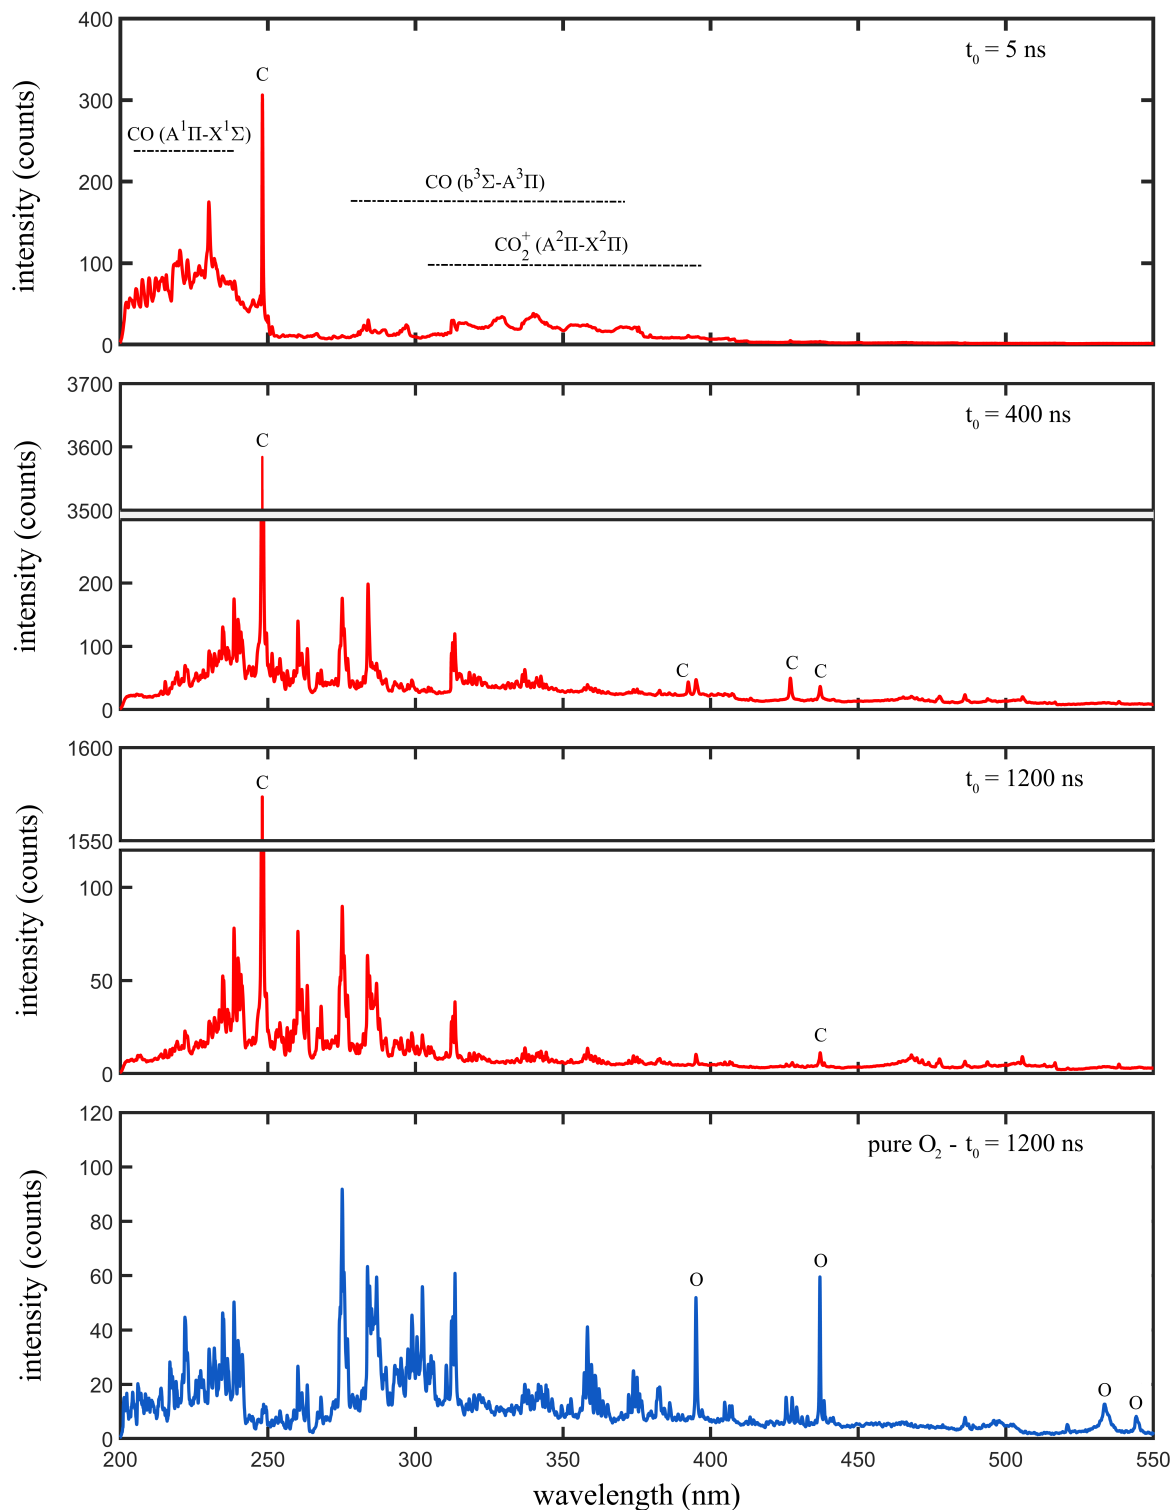 400
300
200
100
0
intensity (counts)
t₀ = 5 ns
C
CO (A¹Π-X¹Σ)
CO (b³Σ-A³Π)
CO₂⁺ (A²Π-X²Π)
3700
3600
3500
200
100
0
intensity (counts)
t₀ = 400 ns
C
C
C
C
1600
1550
100
50
0
intensity (counts)
t₀ = 1200 ns
C
C
120
100
80
60
40
20
0
intensity (counts)
pure O₂ - t₀ = 1200 ns
O
O
O
O
200 250 300 350 400 450 500 550
wavelength (nm)